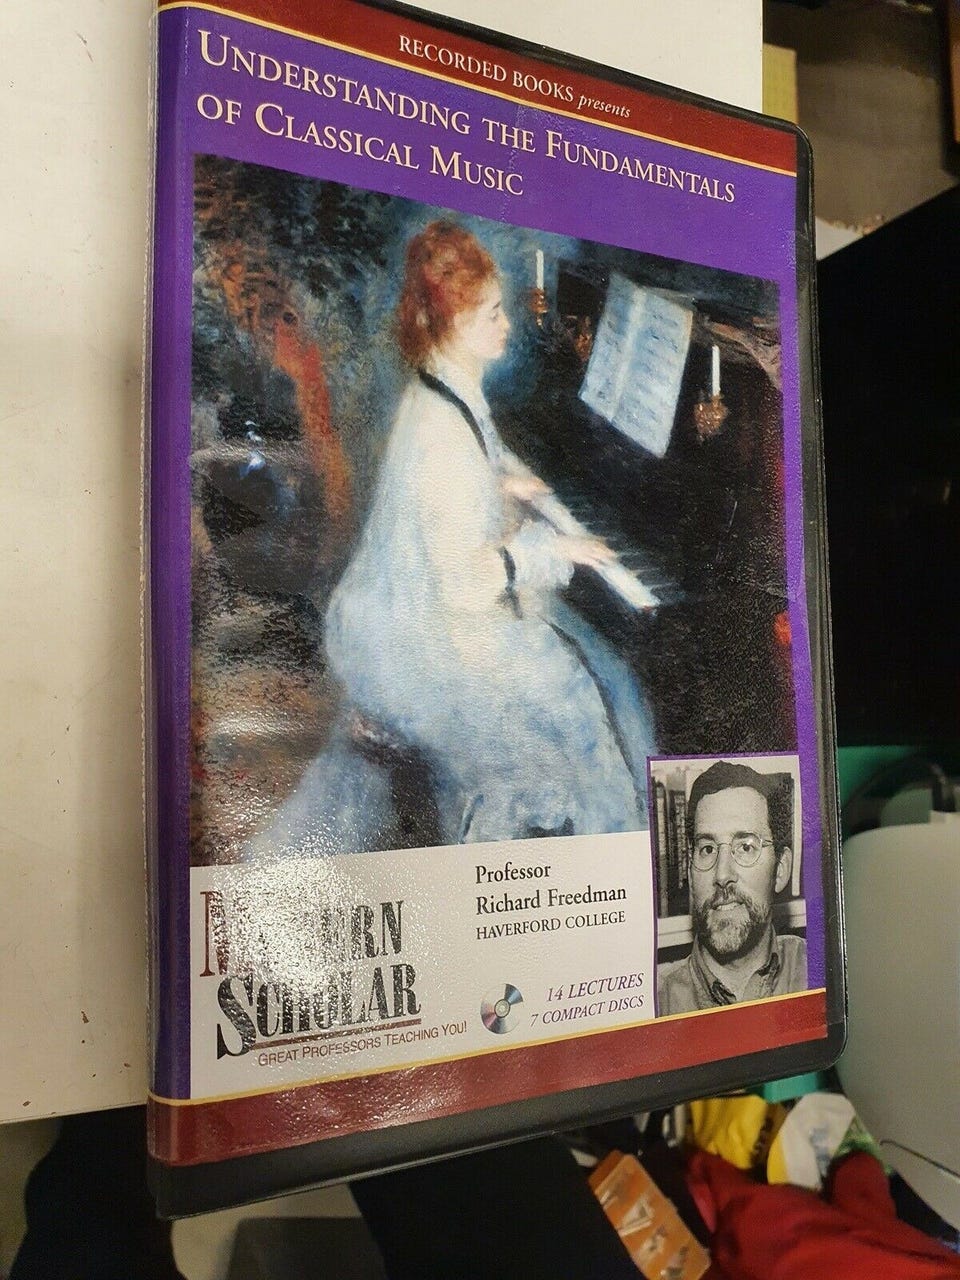 RECORDED BOOKS presents
UNDERSTANDING THE FUNDAMENTALS
OF CLASSICAL MUSIC
Professor
Richard Freedman
HAVERFORD COLLEGE
MODERN
SCHOLAR
GREAT PROFESSORS TEACHING YOU!
14 LECTURES
7 COMPACT DISCS